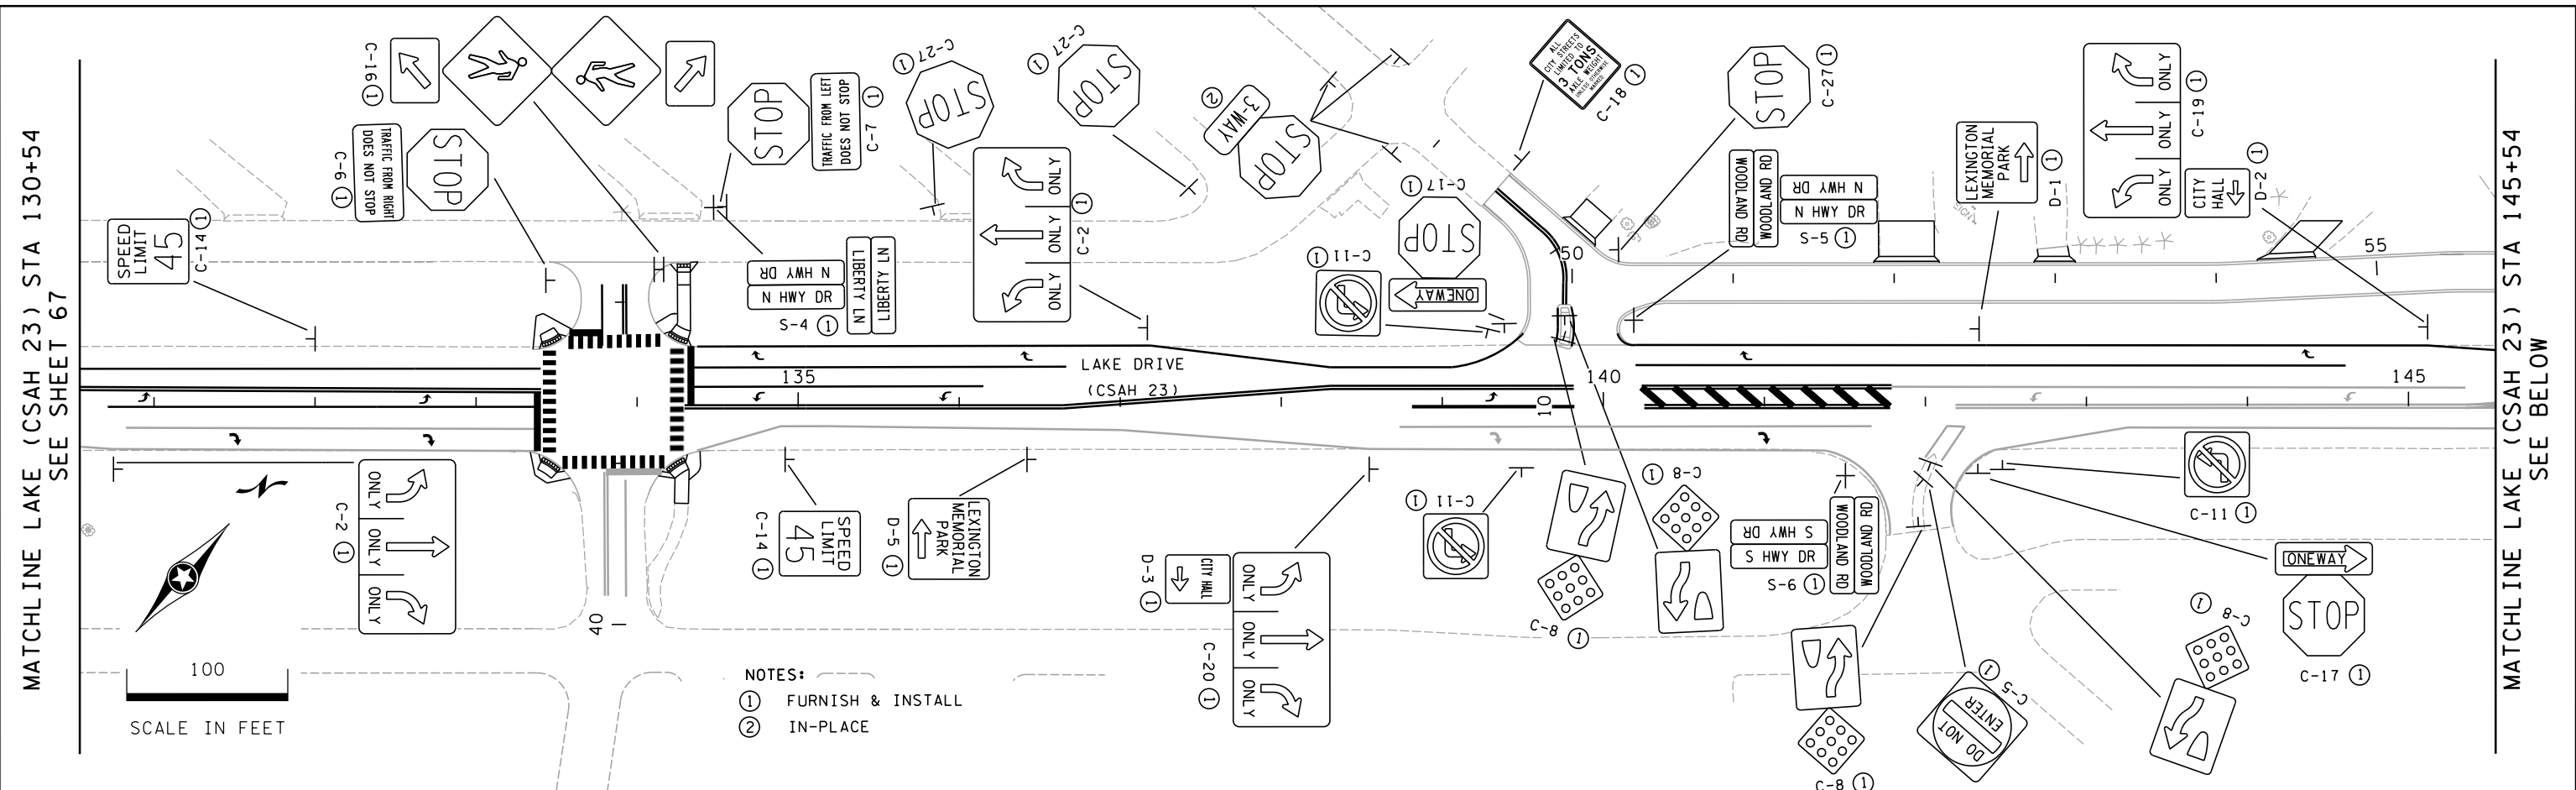 MATCHLINE LAKE (CSAH 23) STA 130+54
SEE SHEET 67
C-16 1
C-6 1
TRAFFIC FROM RIGHT
DOES NOT STOP
STOP
STOP
TRAFFIC FROM LEFT
DOES NOT STOP
C-7 1
C-27 1
STOP
C-27 1
STOP
SPEED
LIMIT
45
C-14 1
N HWY DR
N HWY DR
S-4 1
LIBERTY LN
LIBERTY LN
ONLY
ONLY
ONLY
C-2 1
2
3-WAY
STOP
ALL
CITY STREETS
LIMITED TO
3 TONS
AXLE WEIGHT
UNLESS OTHERWISE
MARKED
C-18 1
C-17 1
STOP
ONEWAY
C-11 1
STOP
C-27 1
WOODLAND RD
WOODLAND RD
N HWY DR
N HWY DR
S-5 1
LEXINGTON
MEMORIAL
PARK
D-1 1
SIGN
ONLY
ONLY
ONLY
C-19 1
CITY
HALL
D-2 1
50
55
135
LAKE DRIVE
(CSAH 23)
140
145
10
40
ONLY
ONLY
ONLY
C-2 1
C-14 1
SPEED
LIMIT
45
D-5 1
LEXINGTON
MEMORIAL
PARK
D-3 1
CITY HALL
ONLY
ONLY
ONLY
C-20 1
C-11 1
C-8 1
C-8 1
S HWY DR
S HWY DR
S-6 1
WOODLAND RD
WOODLAND RD
C-11 1
ONEWAY
STOP
C-17 1
C-8 1
C-5 1
DO NOT
ENTER
C-8 1
100
SCALE IN FEET
NOTES:
1 FURNISH & INSTALL
2 IN-PLACE
MATCHLINE LAKE (CSAH 23) STA 145+54
SEE BELOW